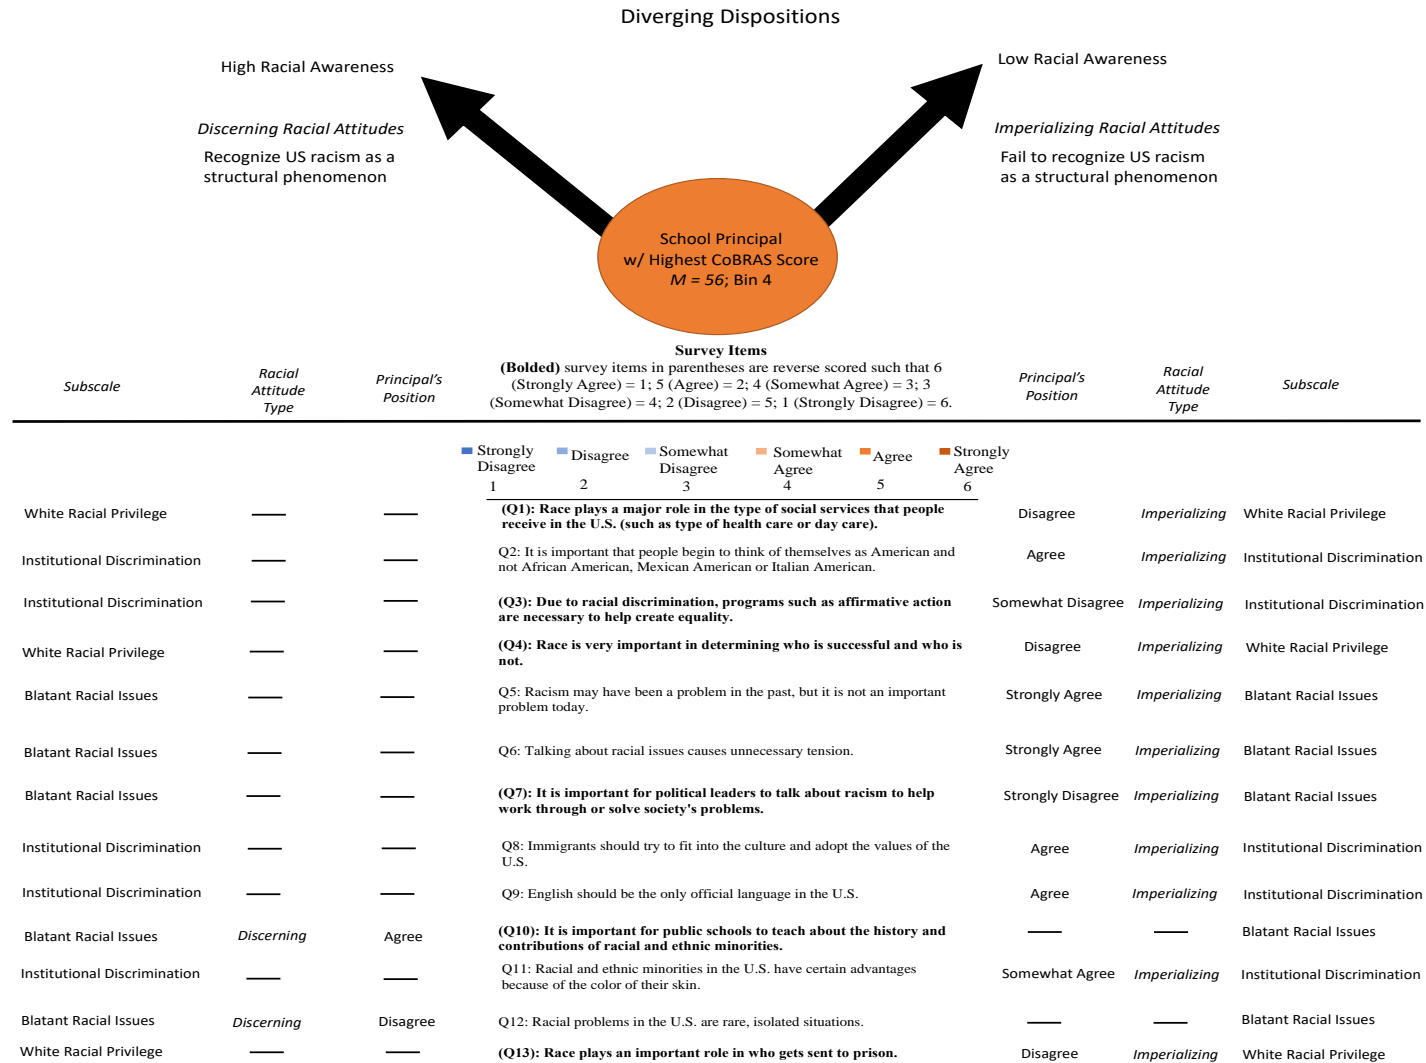 Diverging Dispositions
High Racial Awareness
Low Racial Awareness
Discerning Racial Attitudes
Recognize US racism as a
structural phenomenon
Imperializing Racial Attitudes
Fail to recognize US racism
as a structural phenomenon
School Principal
w/ Highest CoBRAS Score
M = 56; Bin 4
Subscale
Racial
Attitude
Type
Principal's
Position
Survey Items
(Bolded) survey items in parentheses are reverse scored such that 6
(Strongly Agree) = 1; 5 (Agree) = 2; 4 (Somewhat Agree) = 3; 3
(Somewhat Disagree) = 4; 2 (Disagree) = 5; 1 (Strongly Disagree) = 6.
Principal's
Position
Racial
Attitude
Type
Subscale
Strongly
Disagree
Disagree
Somewhat
Disagree
Somewhat
Agree
Agree
Strongly
Agree
1 2 3 4 5 6
White Racial Privilege — — (Q1): Race plays a major role in the type of social services that people
receive in the U.S. (such as type of health care or day care). Disagree Imperializing White Racial Privilege
Institutional Discrimination — — Q2: It is important that people begin to think of themselves as American and
not African American, Mexican American or Italian American. Agree Imperializing Institutional Discrimination
Institutional Discrimination — — (Q3): Due to racial discrimination, programs such as affirmative action
are necessary to help create equality. Somewhat Disagree Imperializing Institutional Discrimination
White Racial Privilege — — (Q4): Race is very important in determining who is successful and who is
not. Disagree Imperializing White Racial Privilege
Blatant Racial Issues — — Q5: Racism may have been a problem in the past, but it is not an important
problem today. Strongly Agree Imperializing Blatant Racial Issues
Blatant Racial Issues — — Q6: Talking about racial issues causes unnecessary tension. Strongly Agree Imperializing Blatant Racial Issues
Blatant Racial Issues — — (Q7): It is important for political leaders to talk about racism to help
work through or solve society's problems. Strongly Disagree Imperializing Blatant Racial Issues
Institutional Discrimination — — Q8: Immigrants should try to fit into the culture and adopt the values of the
U.S. Agree Imperializing Institutional Discrimination
Institutional Discrimination — — Q9: English should be the only official language in the U.S. Agree Imperializing Institutional Discrimination
Blatant Racial Issues Discerning Agree (Q10): It is important for public schools to teach about the history and
contributions of racial and ethnic minorities. — — Blatant Racial Issues
Institutional Discrimination — — Q11: Racial and ethnic minorities in the U.S. have certain advantages
because of the color of their skin. Somewhat Agree Imperializing Institutional Discrimination
Blatant Racial Issues Discerning Disagree Q12: Racial problems in the U.S. are rare, isolated situations. — — Blatant Racial Issues
White Racial Privilege — — (Q13): Race plays an important role in who gets sent to prison. Disagree Imperializing White Racial Privilege